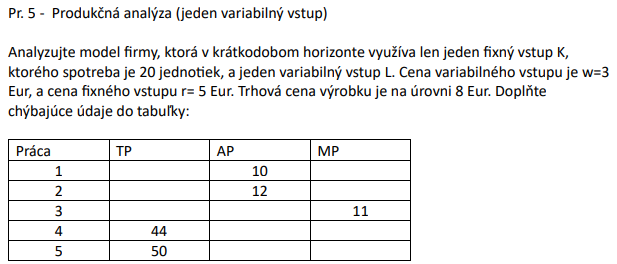 Pr. 5 - Produkčná analýza (jeden variabilný vstup)
Analyzujte model firmy, ktorá v krátkodobom horizonte využíva len jeden fixný vstup K,
ktorého spotreba je 20 jednotiek, a jeden variabilný vstup L. Cena variabilného vstupu je w=3
Eur, a cena fixného vstupu r= 5 Eur. Trhová cena výrobku je na úrovni 8 Eur. Doplňte
chýbajúce údaje do tabuľky:
Práca TP AP MP
1 10
2 12
3 11
4 44
5 50